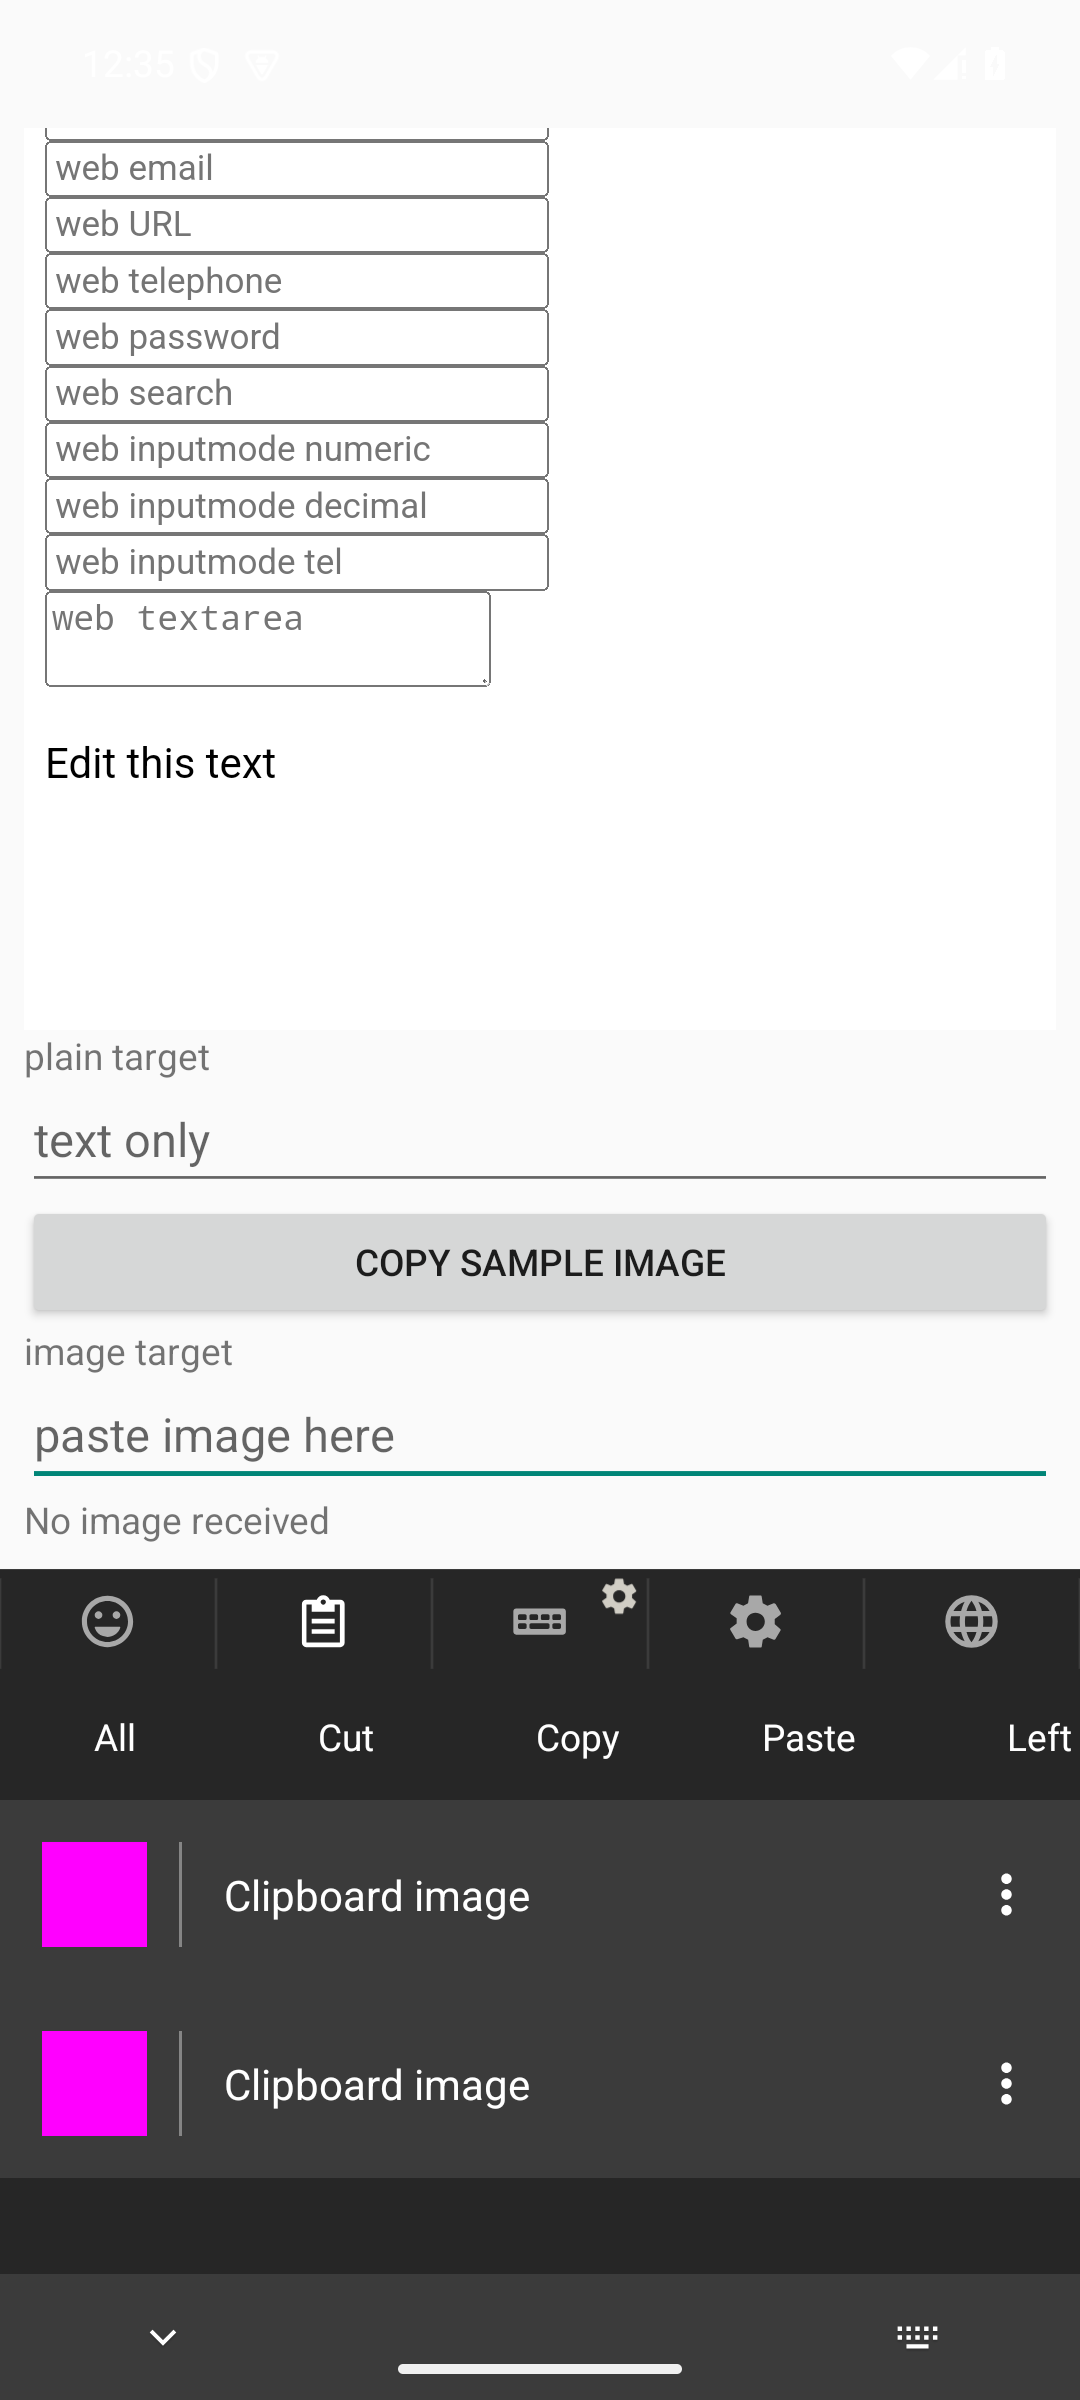 12:35
web email
web URL
web telephone
web password
web search
web inputmode numeric
web inputmode decimal
web inputmode tel
web textarea
Edit this text
plain target
text only
COPY SAMPLE IMAGE
image target
paste image here
No image received
All Cut Copy Paste Left
Clipboard image
Clipboard image